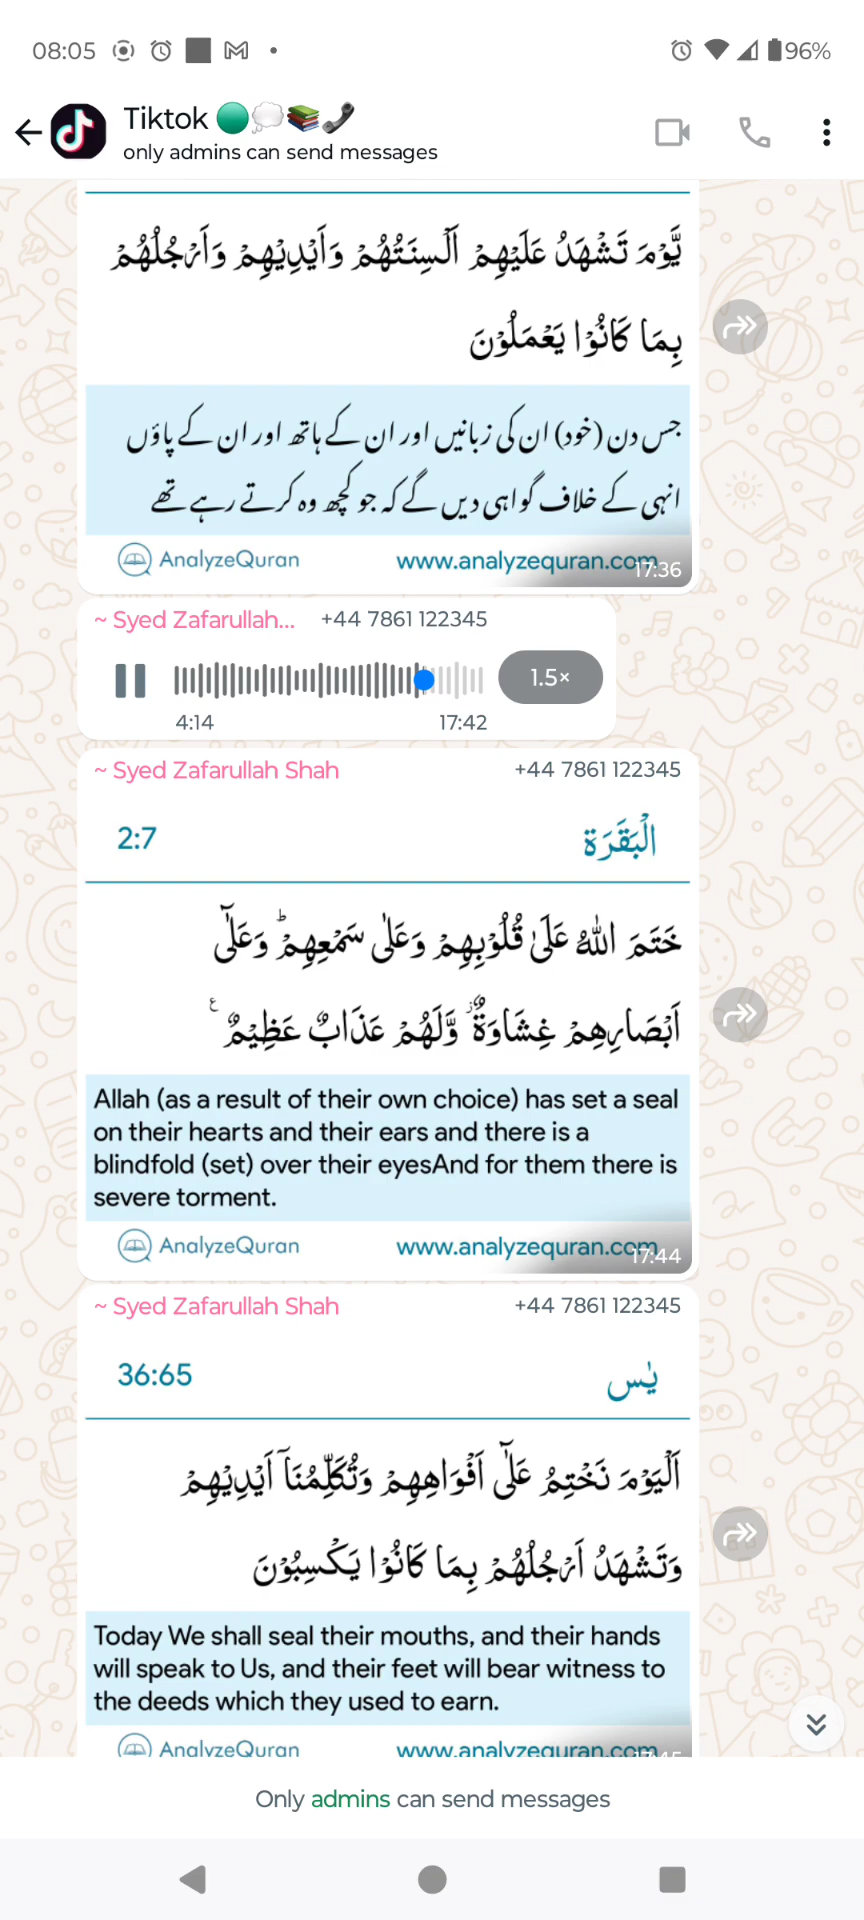 08:05
96%
Tiktok
only admins can send messages
يَّوْمَ تَشْهَدُ عَلَيْهِمْ اَلْسِنَتُهُمْ وَاَيْدِيْهِمْ وَاَرْجُلُهُمْ
بِمَا كَانُوْا يَعْمَلُوْنَ
جس دن (خود) ان کی زبانیں اور ان کے ہاتھ اور ان کے پاؤں
انہی کے خلاف گواہی دیں گے کہ جو کچھ وہ کرتے رہے تھے
AnalyzeQuran www.analyzequran.com
17:36
~ Syed Zafarullah... +44 7861 122345
1.5×
4:14 17:42
~ Syed Zafarullah Shah +44 7861 122345
2:7 الْبَقَرَة
خَتَمَ اللّٰهُ عَلٰى قُلُوْبِهِمْ وَعَلٰى سَمْعِهِمْ ؕ وَعَلٰٓى
اَبْصَارِهِمْ غِشَاوَةٌ ؗ وَّلَهُمْ عَذَابٌ عَظِيْمٌ ۧ
Allah (as a result of their own choice) has set a seal
on their hearts and their ears and there is a
blindfold (set) over their eyesAnd for them there is
severe torment.
AnalyzeQuran www.analyzequran.com
17:44
~ Syed Zafarullah Shah +44 7861 122345
36:65 يٰس
اَلْيَوْمَ نَخْتِمُ عَلٰٓى اَفْوَاهِهِمْ وَتُكَلِّمُنَاۤ اَيْدِيْهِمْ
وَتَشْهَدُ اَرْجُلُهُمْ بِمَا كَانُوْا يَكْسِبُوْنَ
Today We shall seal their mouths, and their hands
will speak to Us, and their feet will bear witness to
the deeds which they used to earn.
AnalyzeQuran www.analyzequran.com
Only admins can send messages